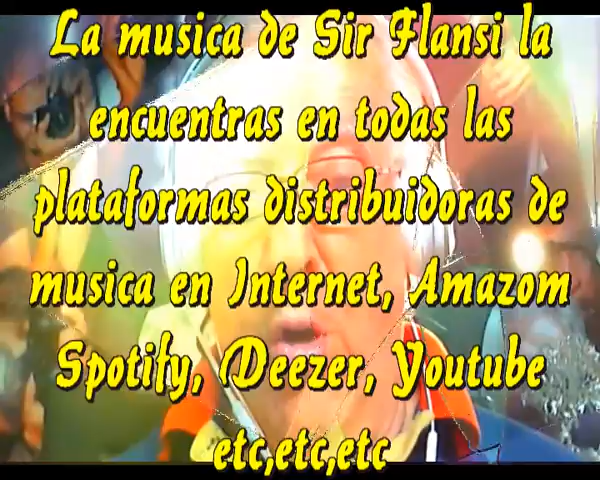 La musica de Sir Flansi la
encuentras en todas las
plataformas distribuidoras de
musica en Internet, Amazom
Spotify, Deezer, Youtube
etc,etc,etc